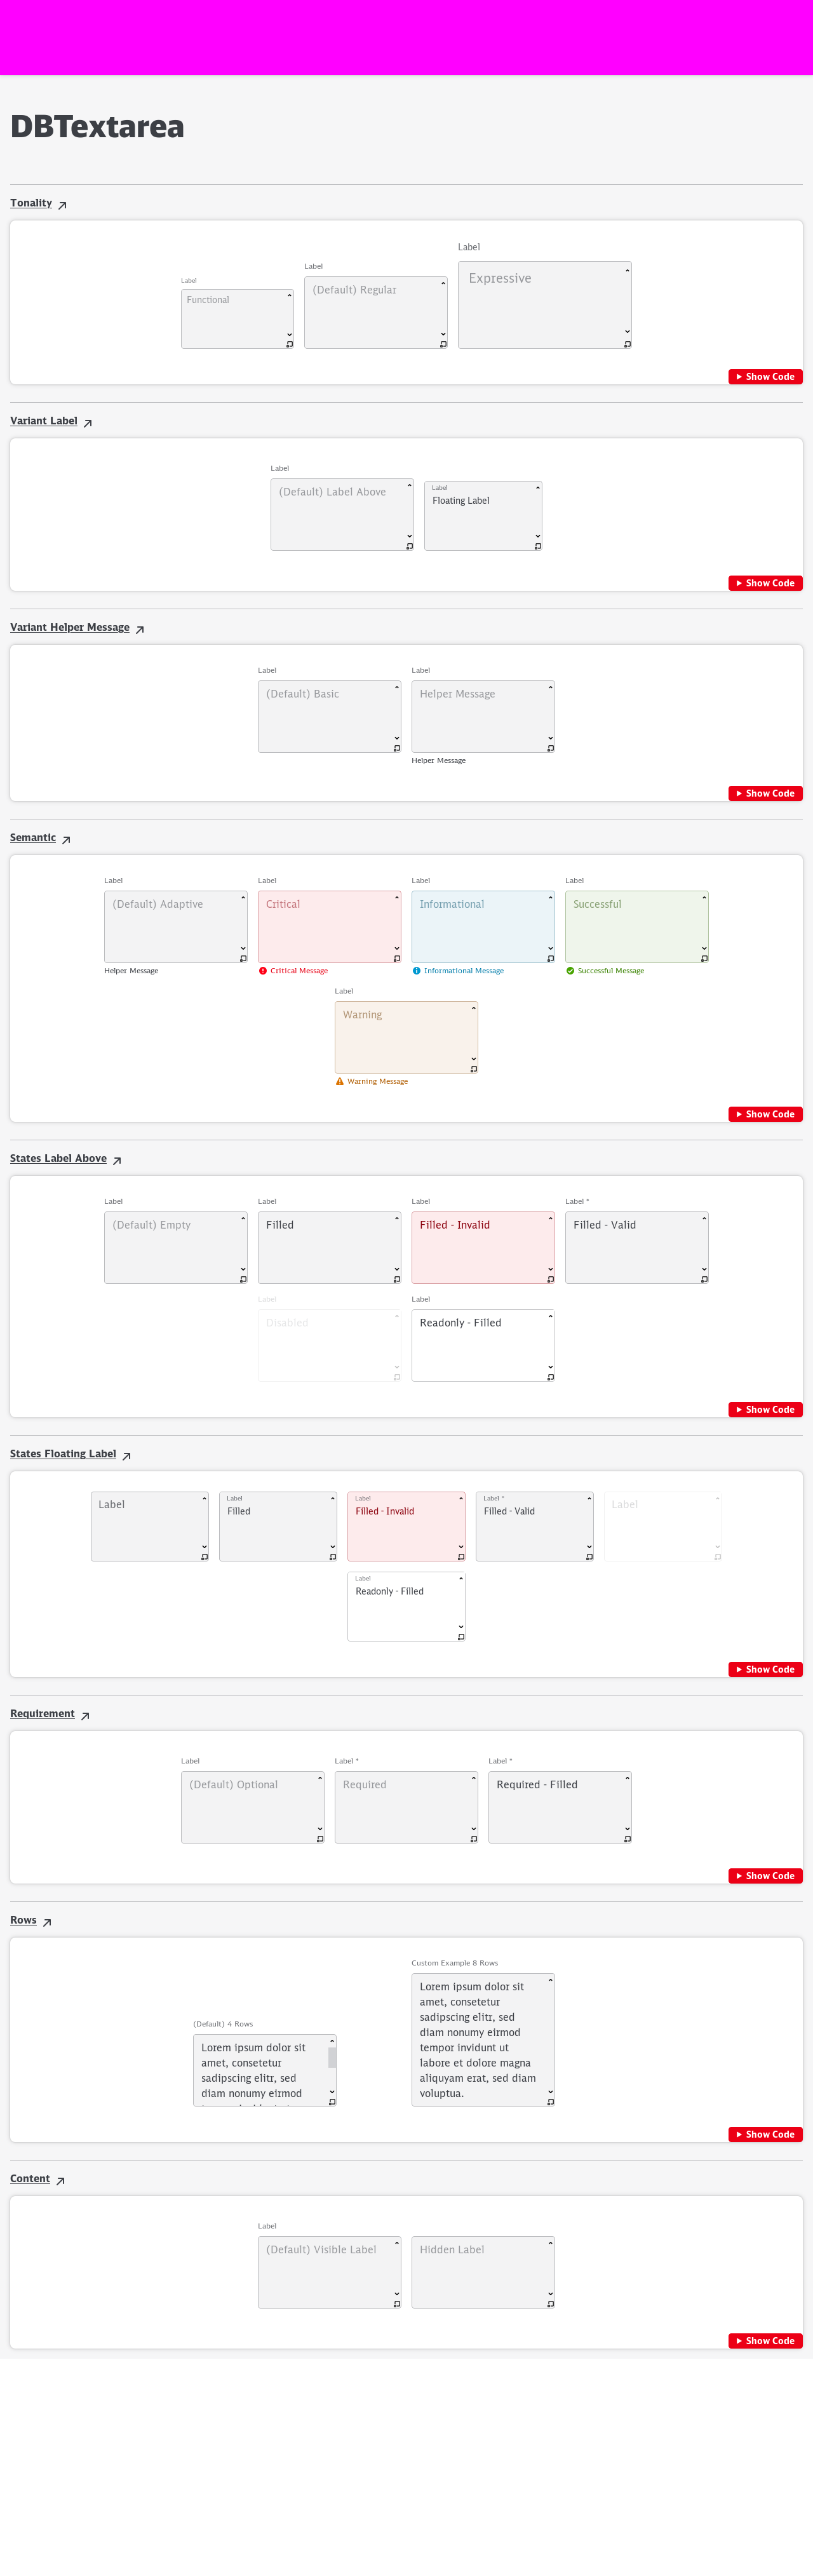 DBTextarea
Tonality
Label
Label
Label
Functional
(Default) Regular
Expressive
Show Code
Variant Label
Label
(Default) Label Above
Label
Floating Label
Show Code
Variant Helper Message
Label
Label
(Default) Basic
Helper Message
Helper Message
Show Code
Semantic
Label
Label
Label
Label
(Default) Adaptive
Critical
Informational
Successful
Helper Message
Critical Message
Informational Message
Successful Message
Label
Warning
Warning Message
Show Code
States Label Above
Label
Label
Label
Label *
(Default) Empty
Filled
Filled - Invalid
Filled - Valid
Label
Label
Disabled
Readonly - Filled
Show Code
States Floating Label
Label
Label
Filled
Label
Filled - Invalid
Label *
Filled - Valid
Label
Label
Readonly - Filled
Show Code
Requirement
Label
Label *
Label *
(Default) Optional
Required
Required - Filled
Show Code
Rows
(Default) 4 Rows
Lorem ipsum dolor sit
amet, consetetur
sadipscing elitr, sed
diam nonumy eirmod
Custom Example 8 Rows
Lorem ipsum dolor sit
amet, consetetur
sadipscing elitr, sed
diam nonumy eirmod
tempor invidunt ut
labore et dolore magna
aliquyam erat, sed diam
voluptua.
Show Code
Content
Label
(Default) Visible Label
Hidden Label
Show Code